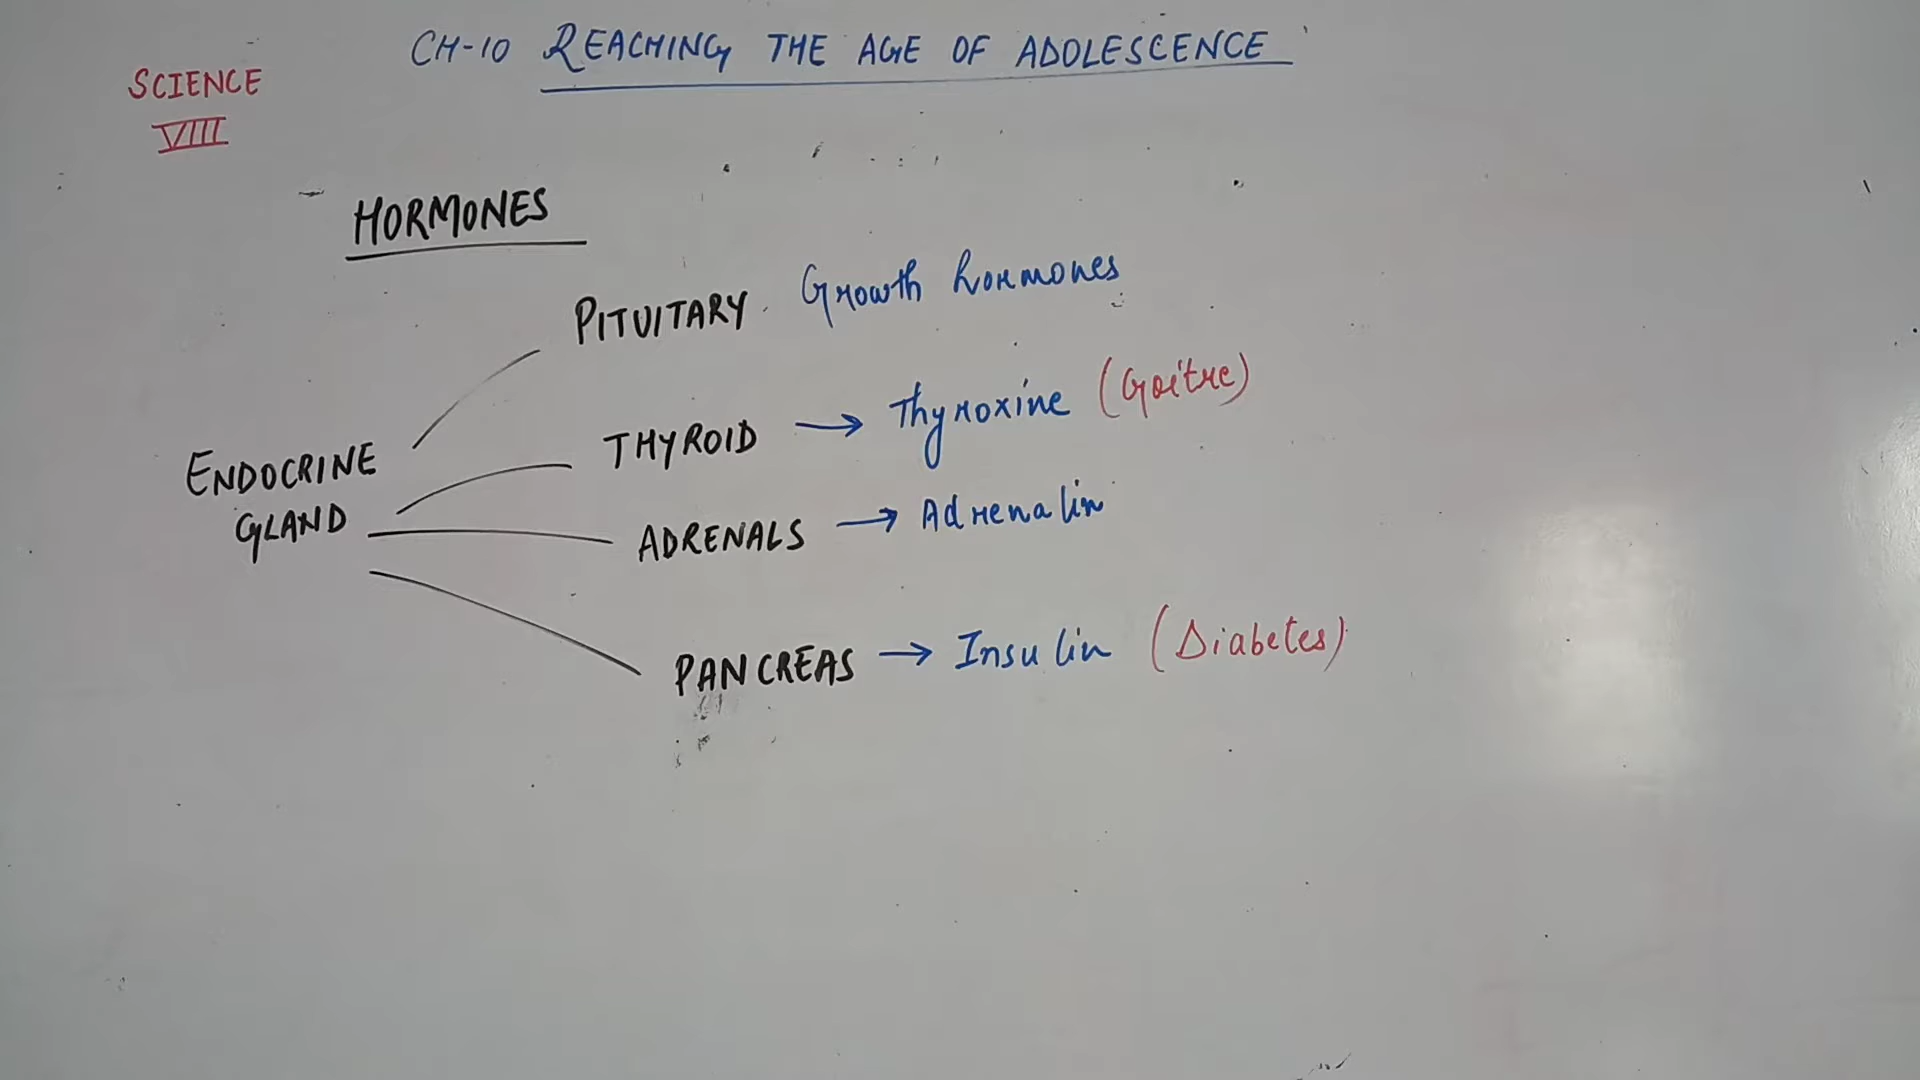 CH-10 REACHING THE AGE OF ADOLESCENCE
SCIENCE
VIII
HORMONES
PITUITARY Growth hormones
THYROID → Thyroxine (Goitre)
ENDOCRINE
GLAND
ADRENALS → Adrenalin
PANCREAS → Insulin (Diabetes)